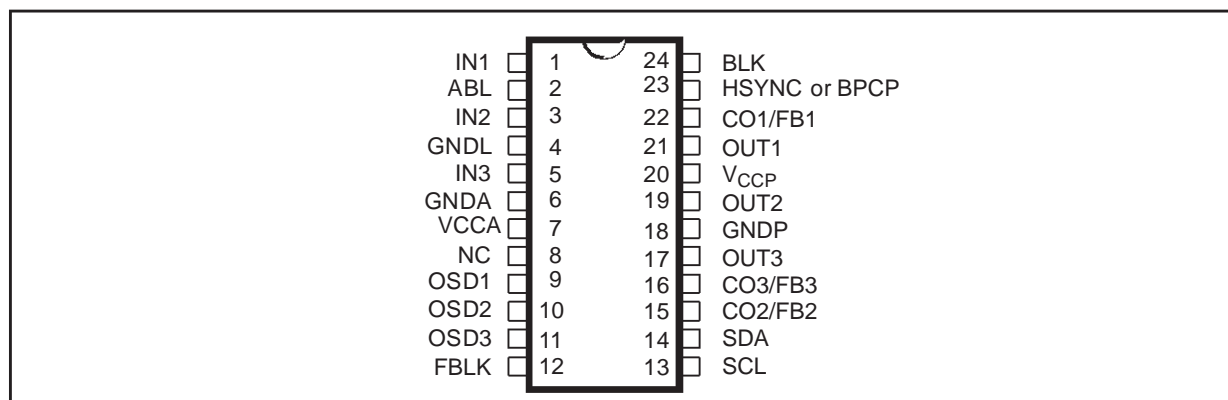 IN1 1 24 BLK
ABL 2 23 HSYNC or BPCP
IN2 3 22 CO1/FB1
GNDL 4 21 OUT1
IN3 5 20 VCCP
GNDA 6 19 OUT2
VCCA 7 18 GNDP
NC 8 17 OUT3
OSD1 9 16 CO3/FB3
OSD2 10 15 CO2/FB2
OSD3 11 14 SDA
FBLK 12 13 SCL